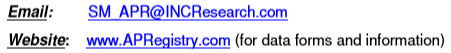 Email: SM_APR@INCResearch.com
Website: www.APRegistry.com (for data forms and information)